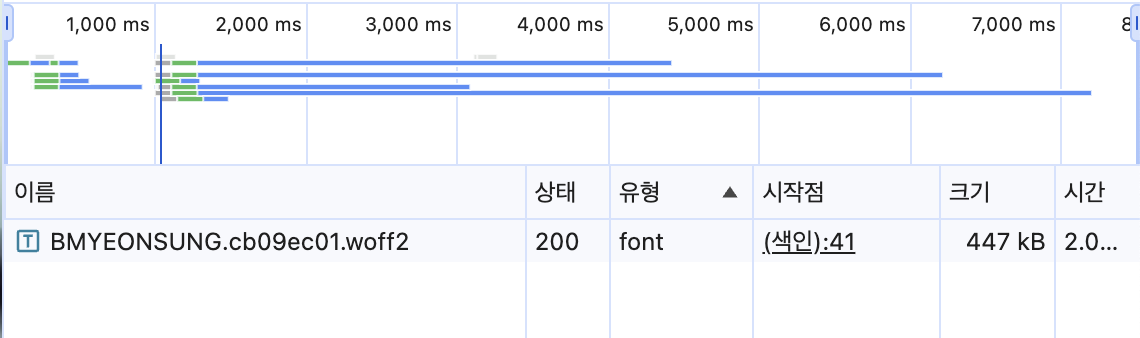 1,000 ms 2,000 ms 3,000 ms 4,000 ms 5,000 ms 6,000 ms 7,000 ms 8
이름 상태 유형 ▲ 시작점 크기 시간
T BMYEONSUNG.cb09ec01.woff2 200 font (색인):41 447 kB 2.0...